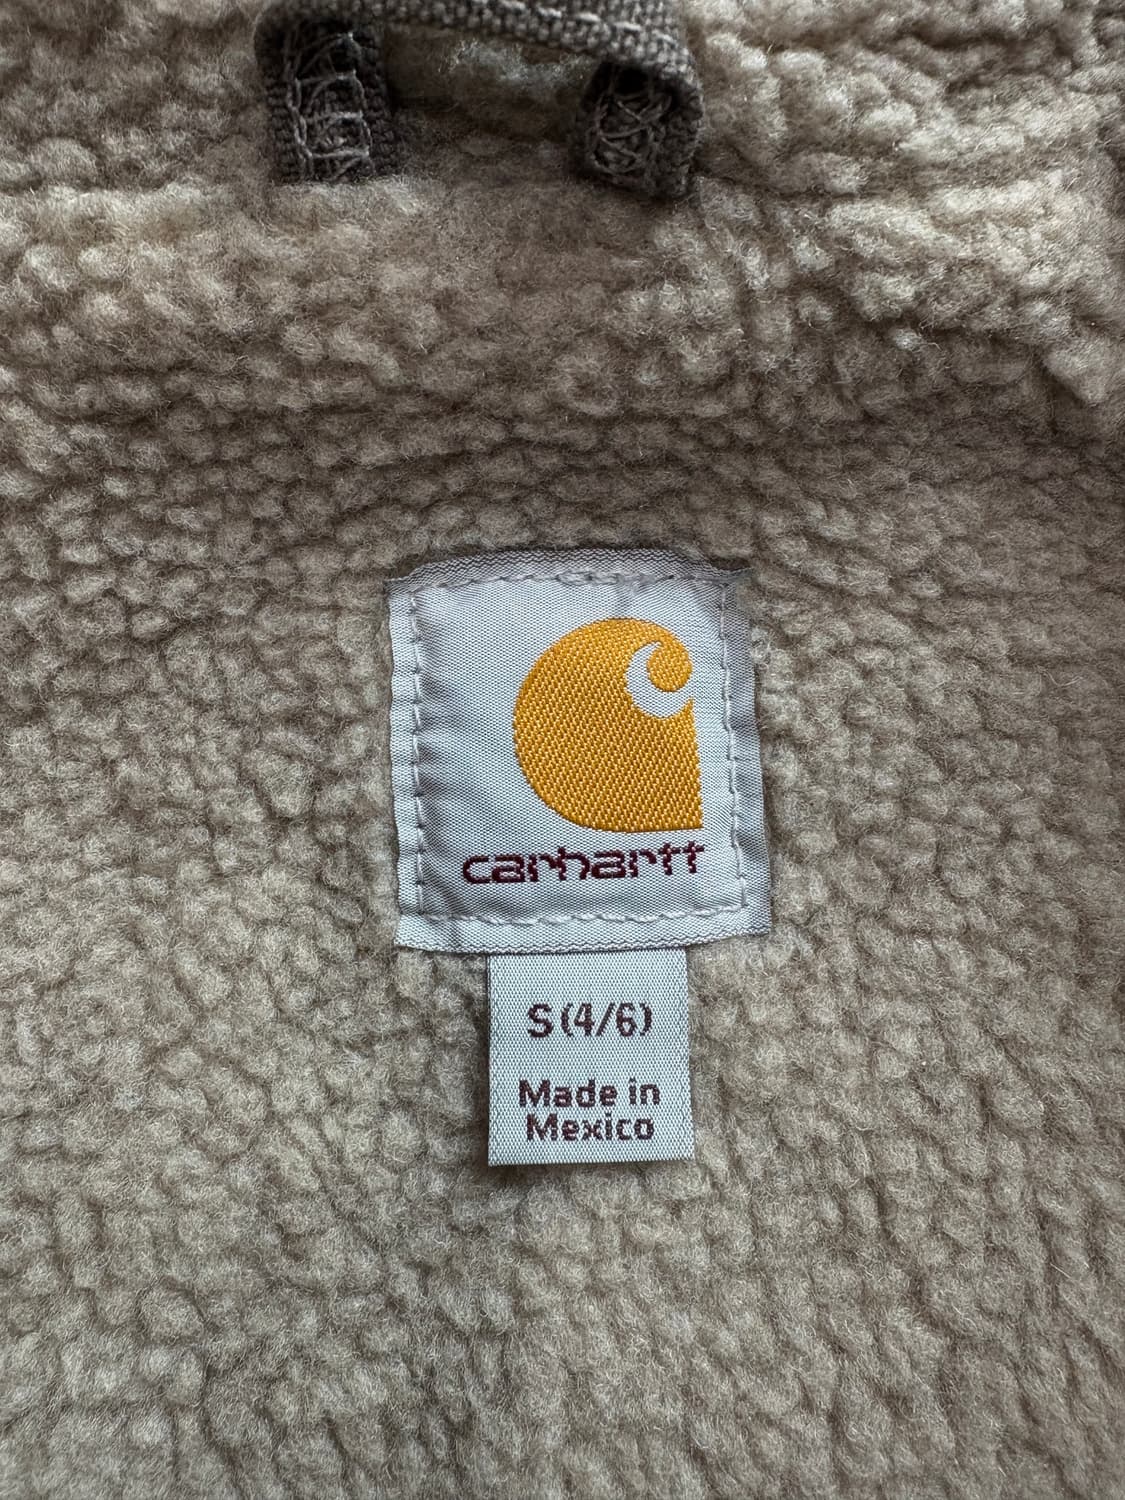 carhartt
S (4/6)
Made in
Mexico